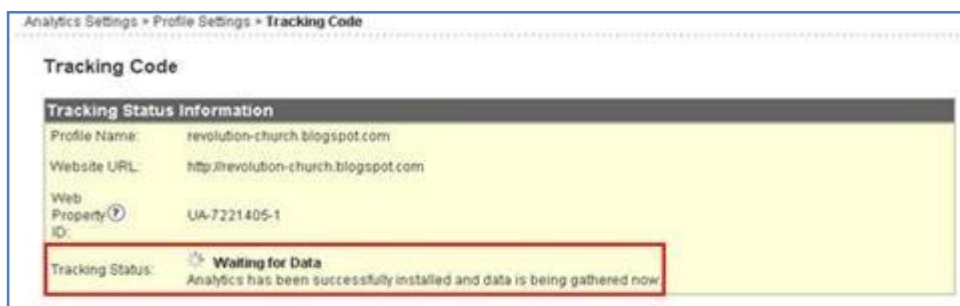 Analytics Settings > Profile Settings > Tracking Code
Tracking Code
Tracking Status Information
Profile Name: revolution-church.blogspot.com
Website URL: http://revolution-church.blogspot.com
Web
Property ?
ID: UA-7221405-1
Tracking Status: Waiting for Data
Analytics has been successfully installed and data is being gathered now.